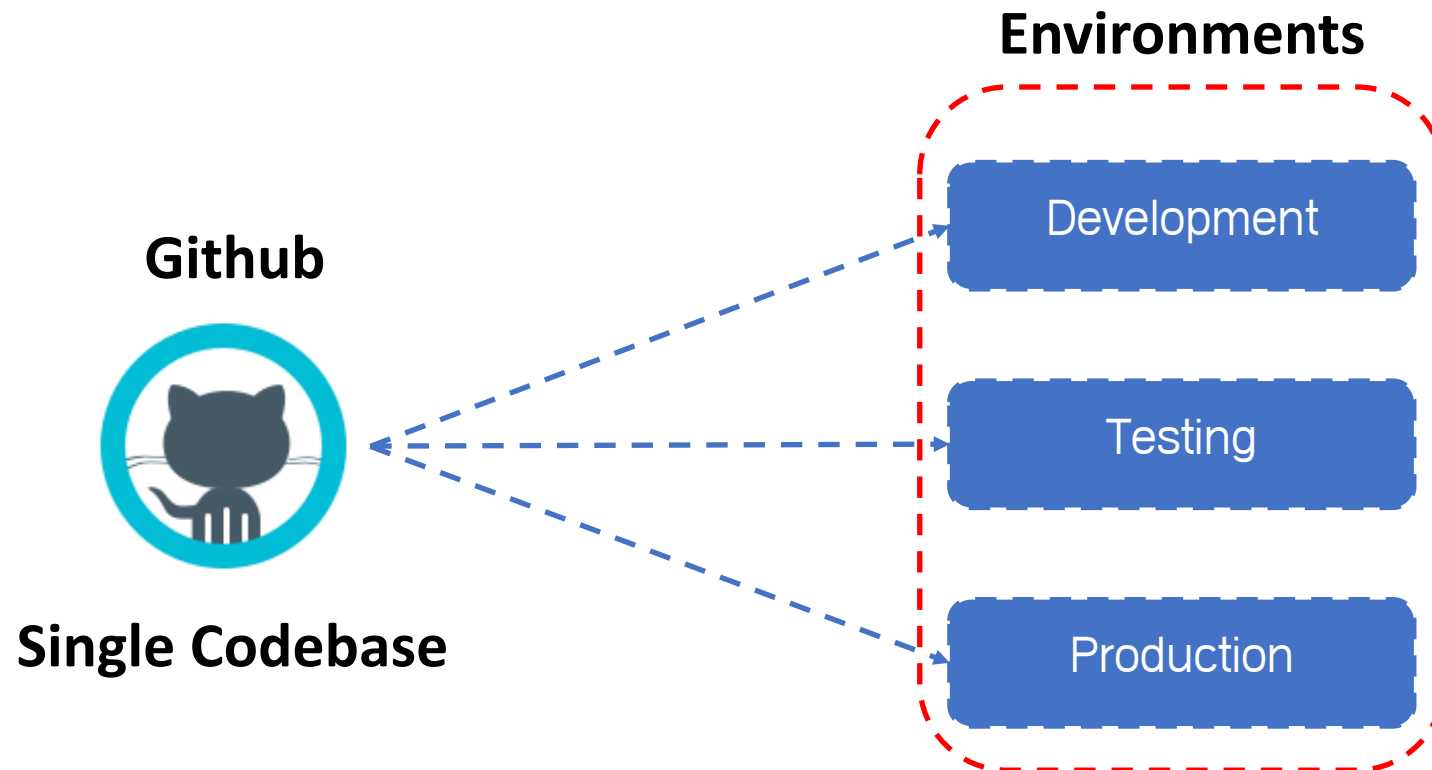 Environments
Development
Github
Testing
Single Codebase
Production